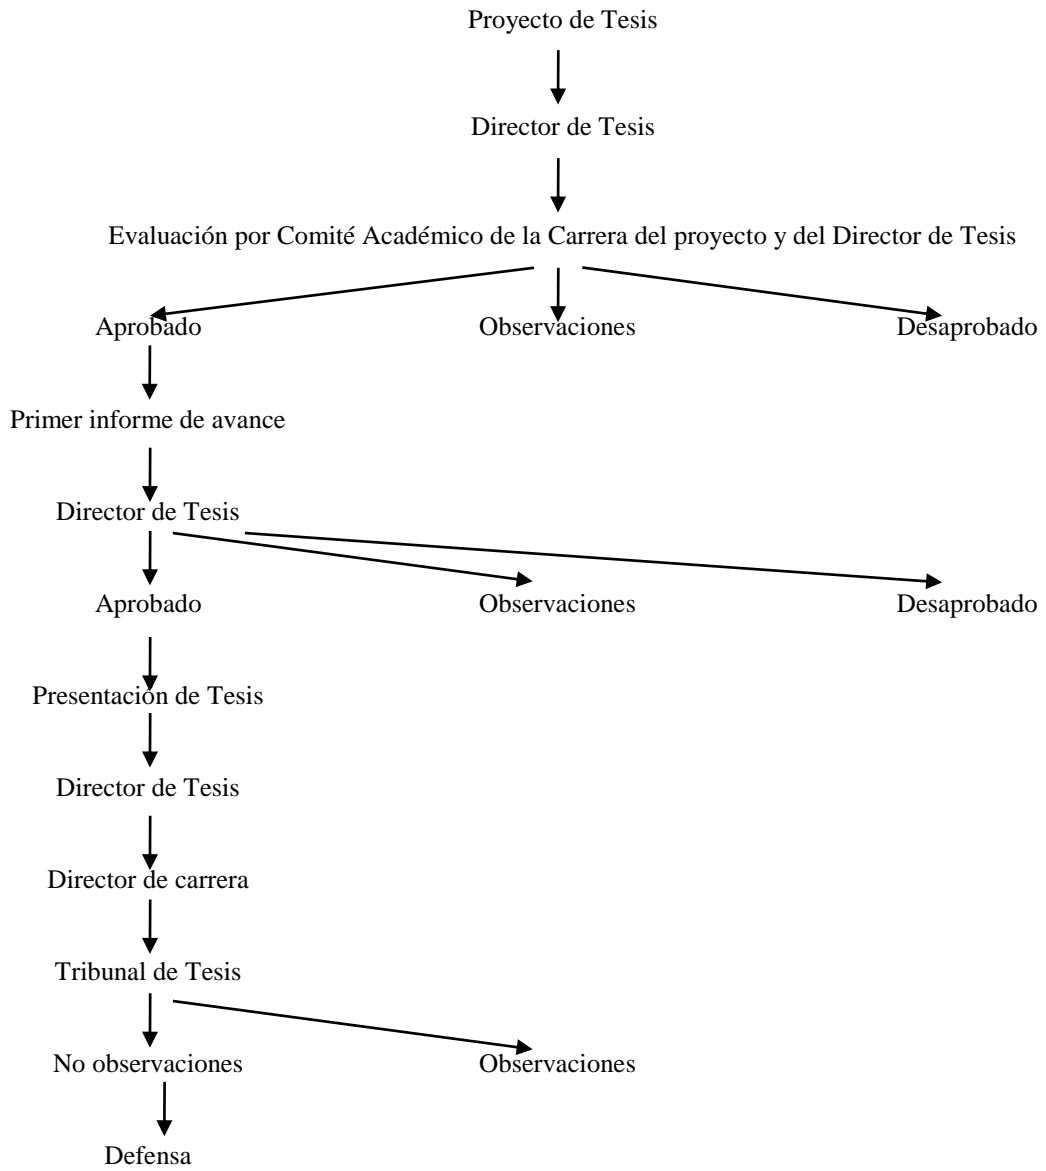 Proyecto de Tesis
Director de Tesis
Evaluación por Comité Académico de la Carrera del proyecto y del Director de Tesis
Aprobado
Observaciones
Desaprobado
Primer informe de avance
Director de Tesis
Aprobado
Observaciones
Desaprobado
Presentación de Tesis
Director de Tesis
Director de carrera
Tribunal de Tesis
No observaciones
Observaciones
Defensa